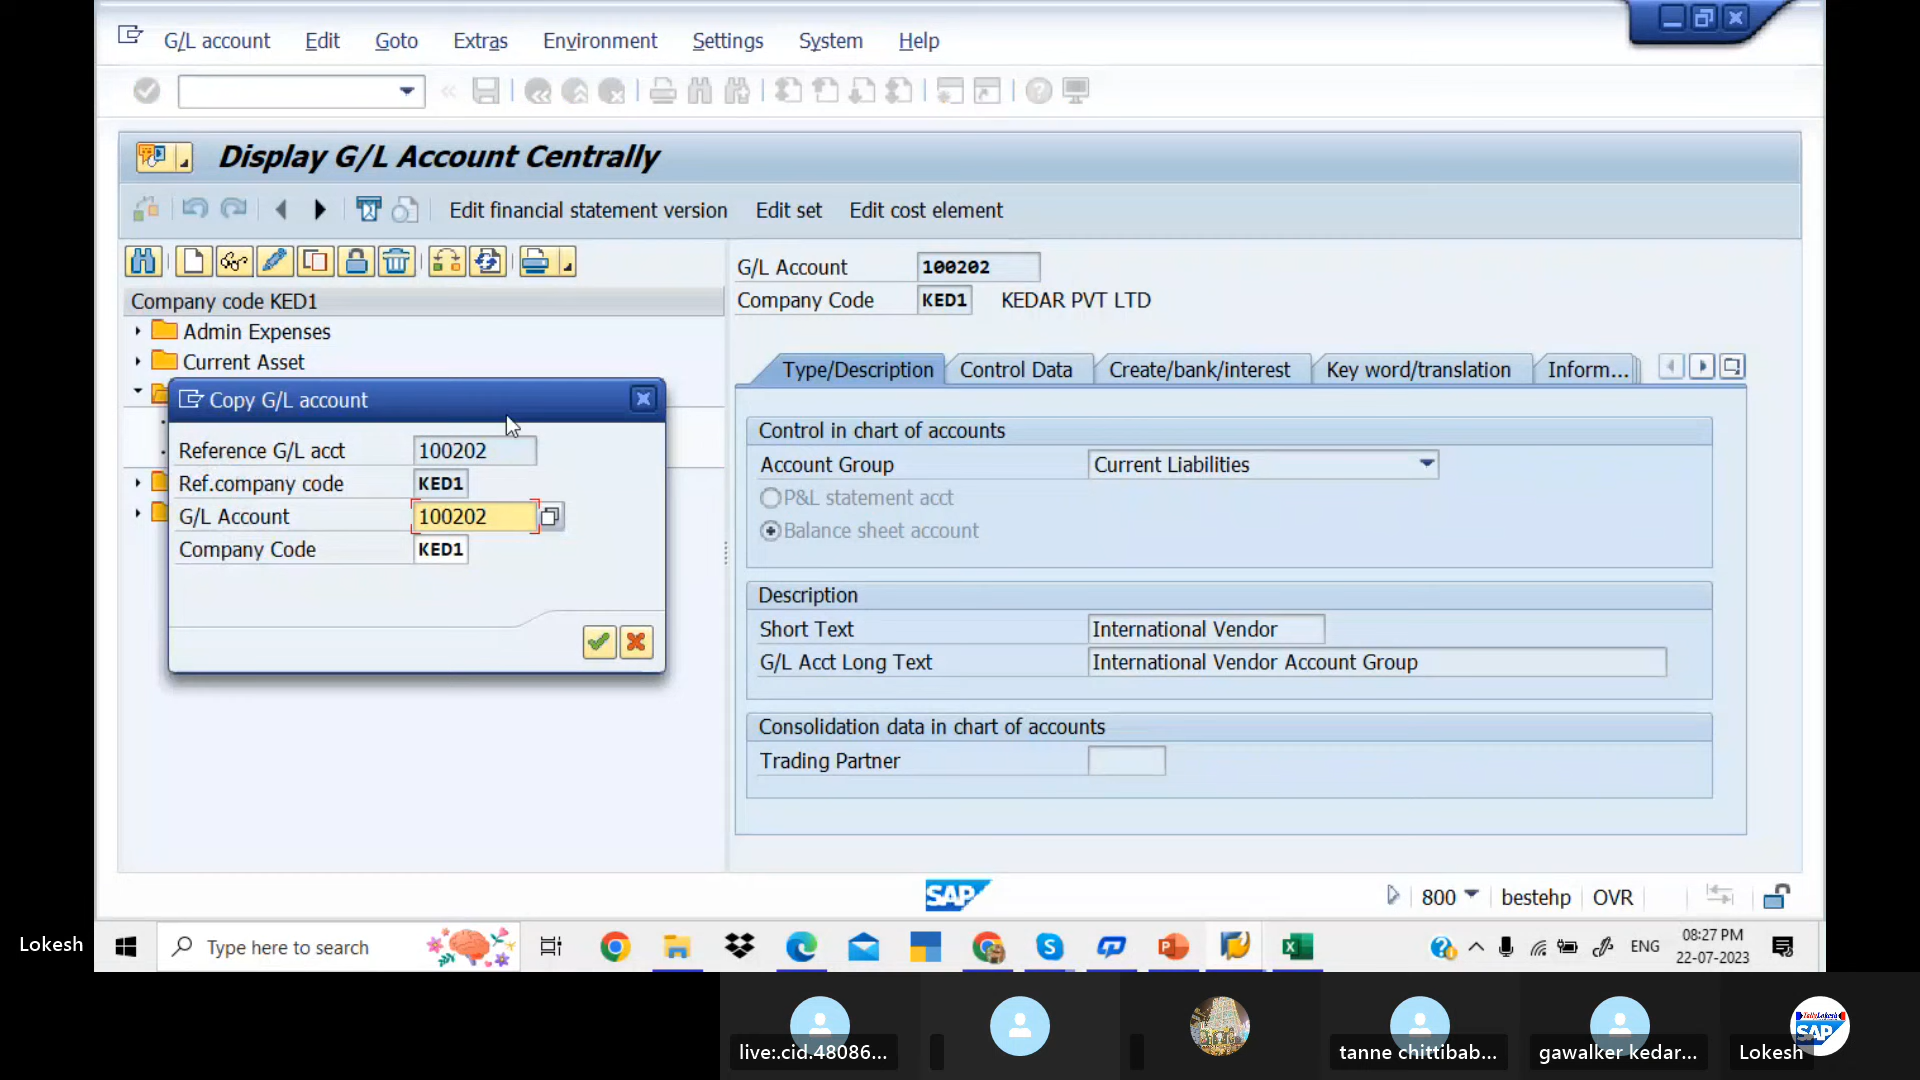 G/L account Edit Goto Extras Environment Settings System Help
Display G/L Account Centrally
Edit financial statement version Edit set Edit cost element
Company code KED1
Admin Expenses
Current Asset
G/L Account 100202
Company Code KED1 KEDAR PVT LTD
Type/Description Control Data Create/bank/interest Key word/translation Inform...
Copy G/L account
Reference G/L acct 100202
Ref.company code KED1
G/L Account 100202
Company Code KED1
Control in chart of accounts
Account Group Current Liabilities
P&L statement acct
Balance sheet account
Description
Short Text International Vendor
G/L Acct Long Text International Vendor Account Group
Consolidation data in chart of accounts
Trading Partner
SAP
800 bestehp OVR
Lokesh
Type here to search
ENG
08:27 PM
22-07-2023
live:.cid.48086...
tanne chittibab...
gawalker kedar...
Lokesh
SAP